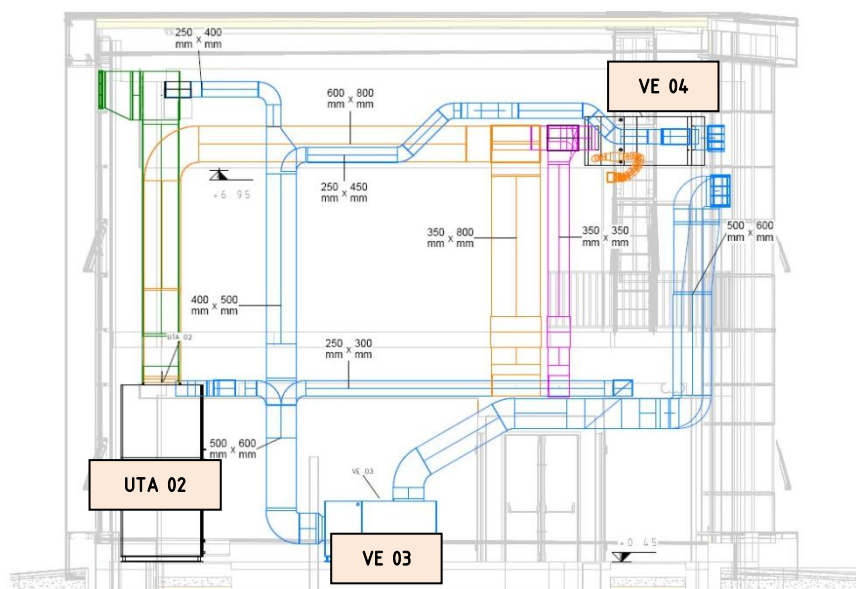 250 x 400
mm   mm
VE 04
600 x 800
mm   mm
+6.95
250 x 450
mm   mm
350 x 800
mm   mm
350 x 350
mm   mm
500 x 600
mm   mm
400 x 500
mm   mm
UTA 02
250 x 300
mm   mm
500 x 600
mm   mm
UTA 02
VE 03
VE 03
+0.45